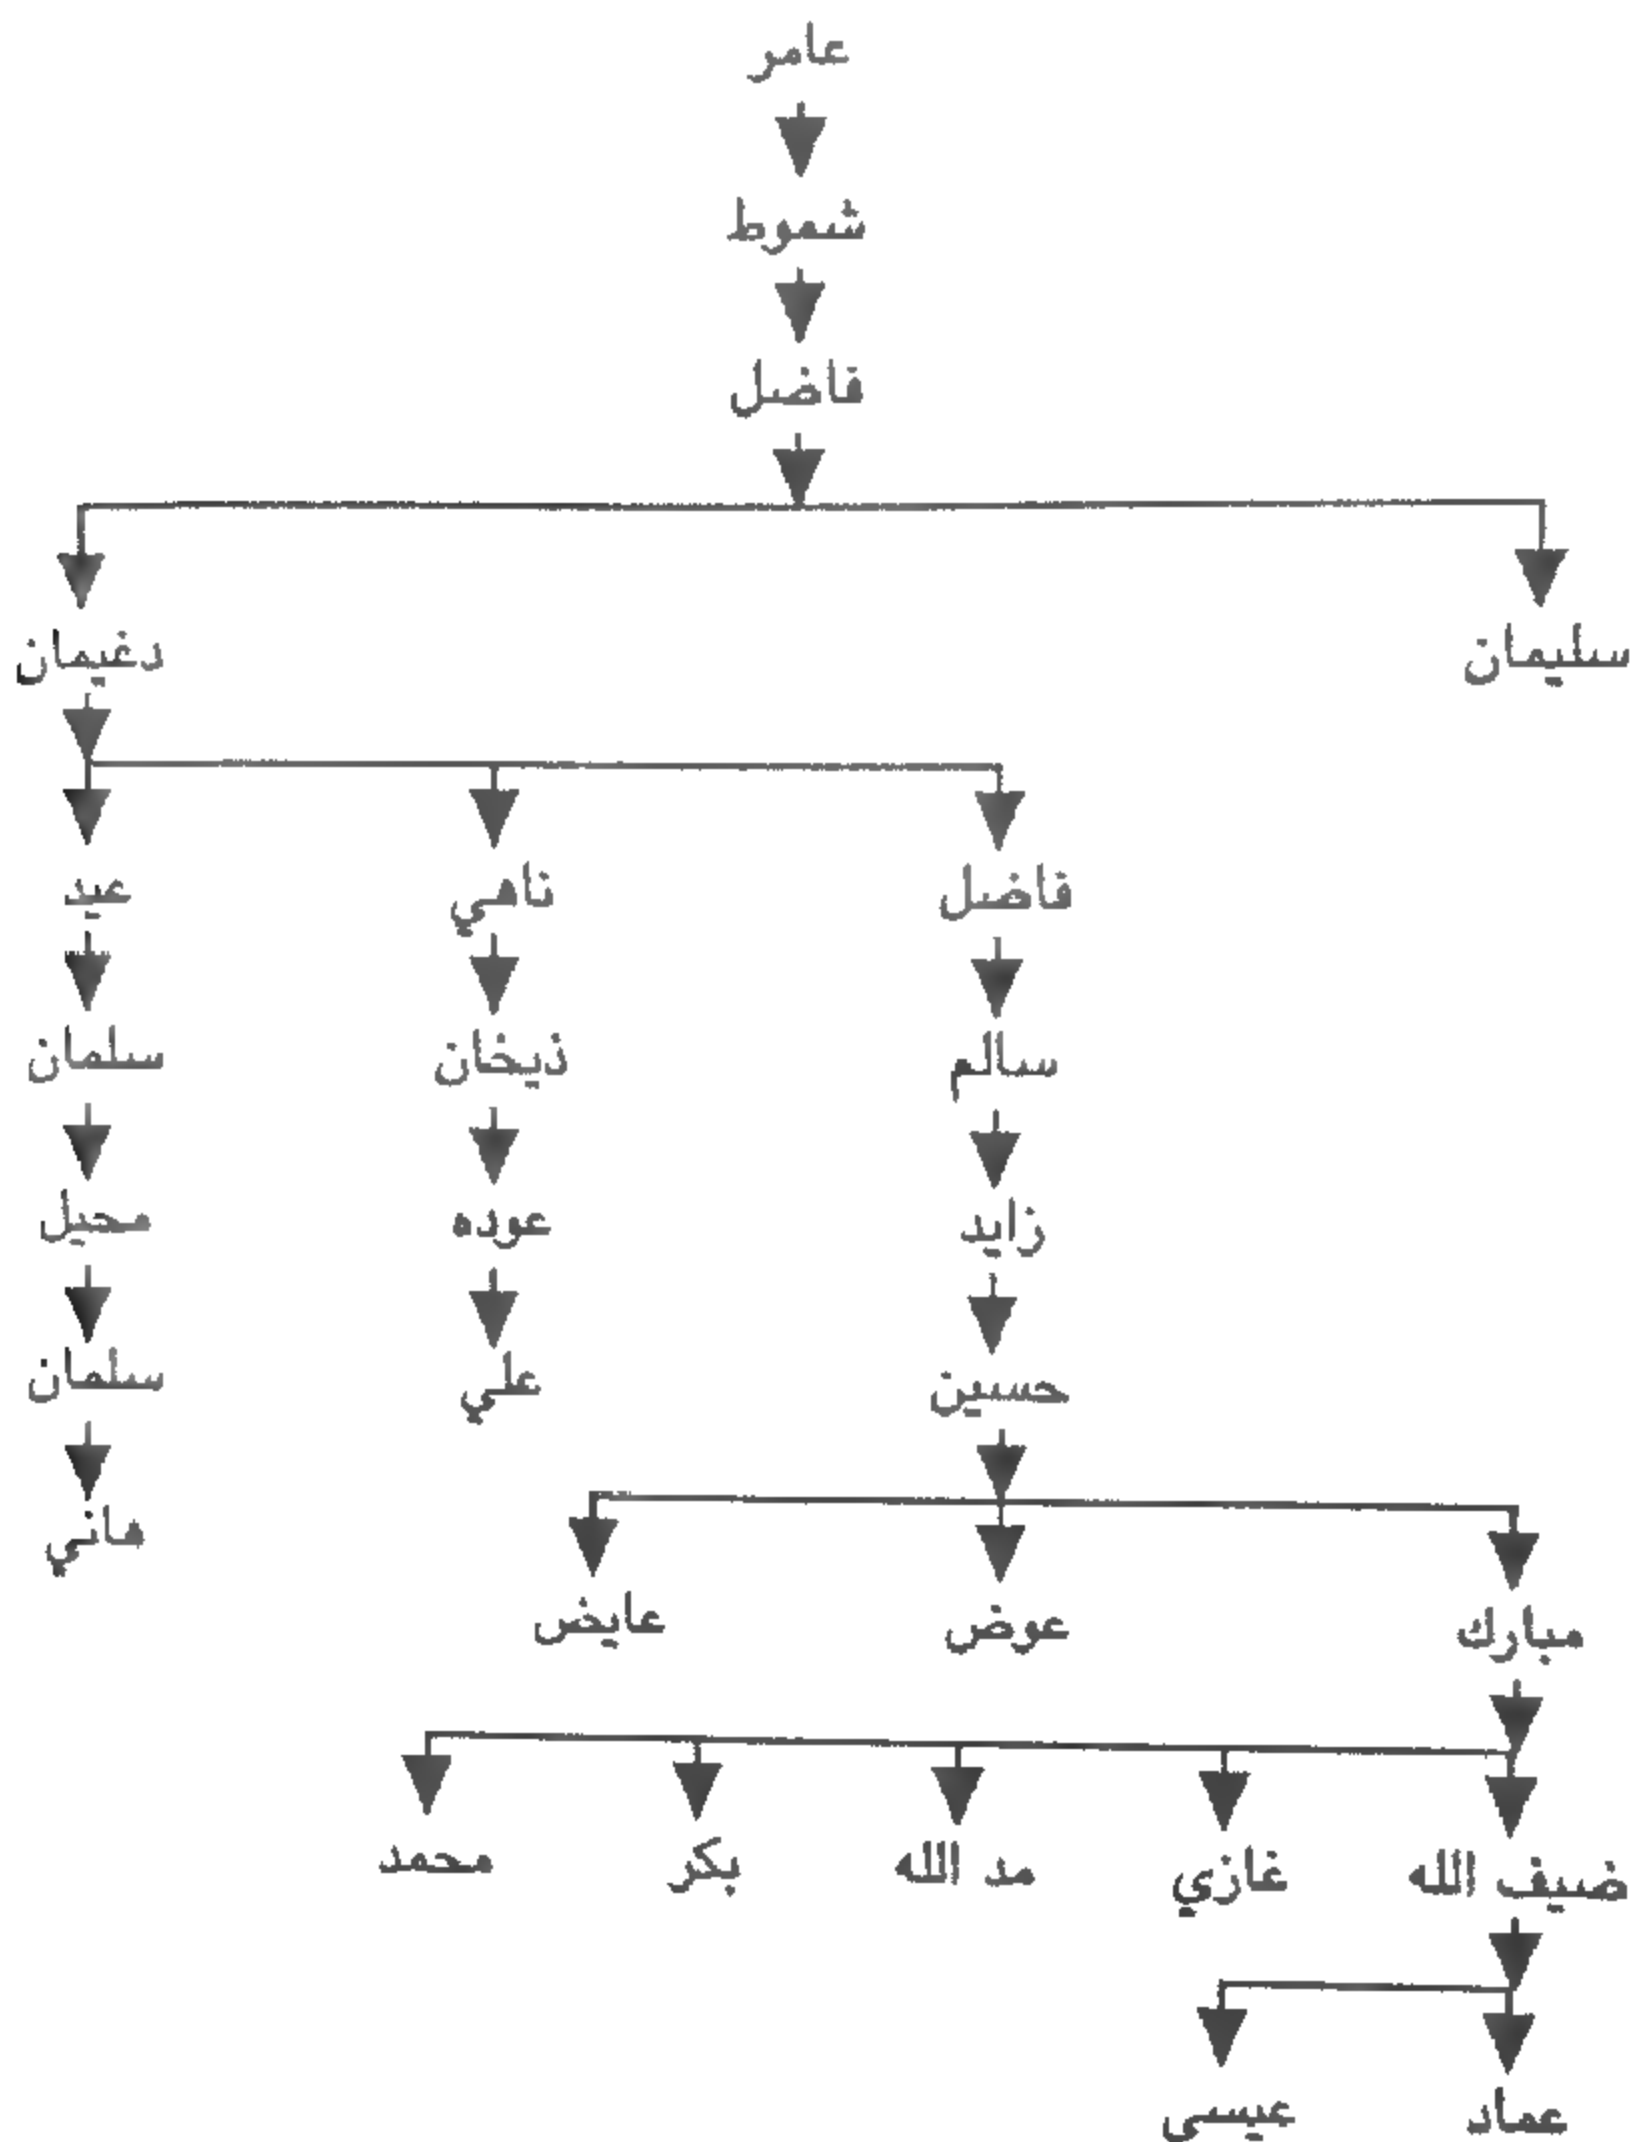 عامر
شموط
فاضل
سليمان دغيمان
فاضل ناهي عيد
سالم ذيخان سلمان
زايد عوده محيل
حسين علي سلمان
هاني
مبارك عوض عايض
ضيف الله غازي مد الله بكر محمد
عماد عيسى